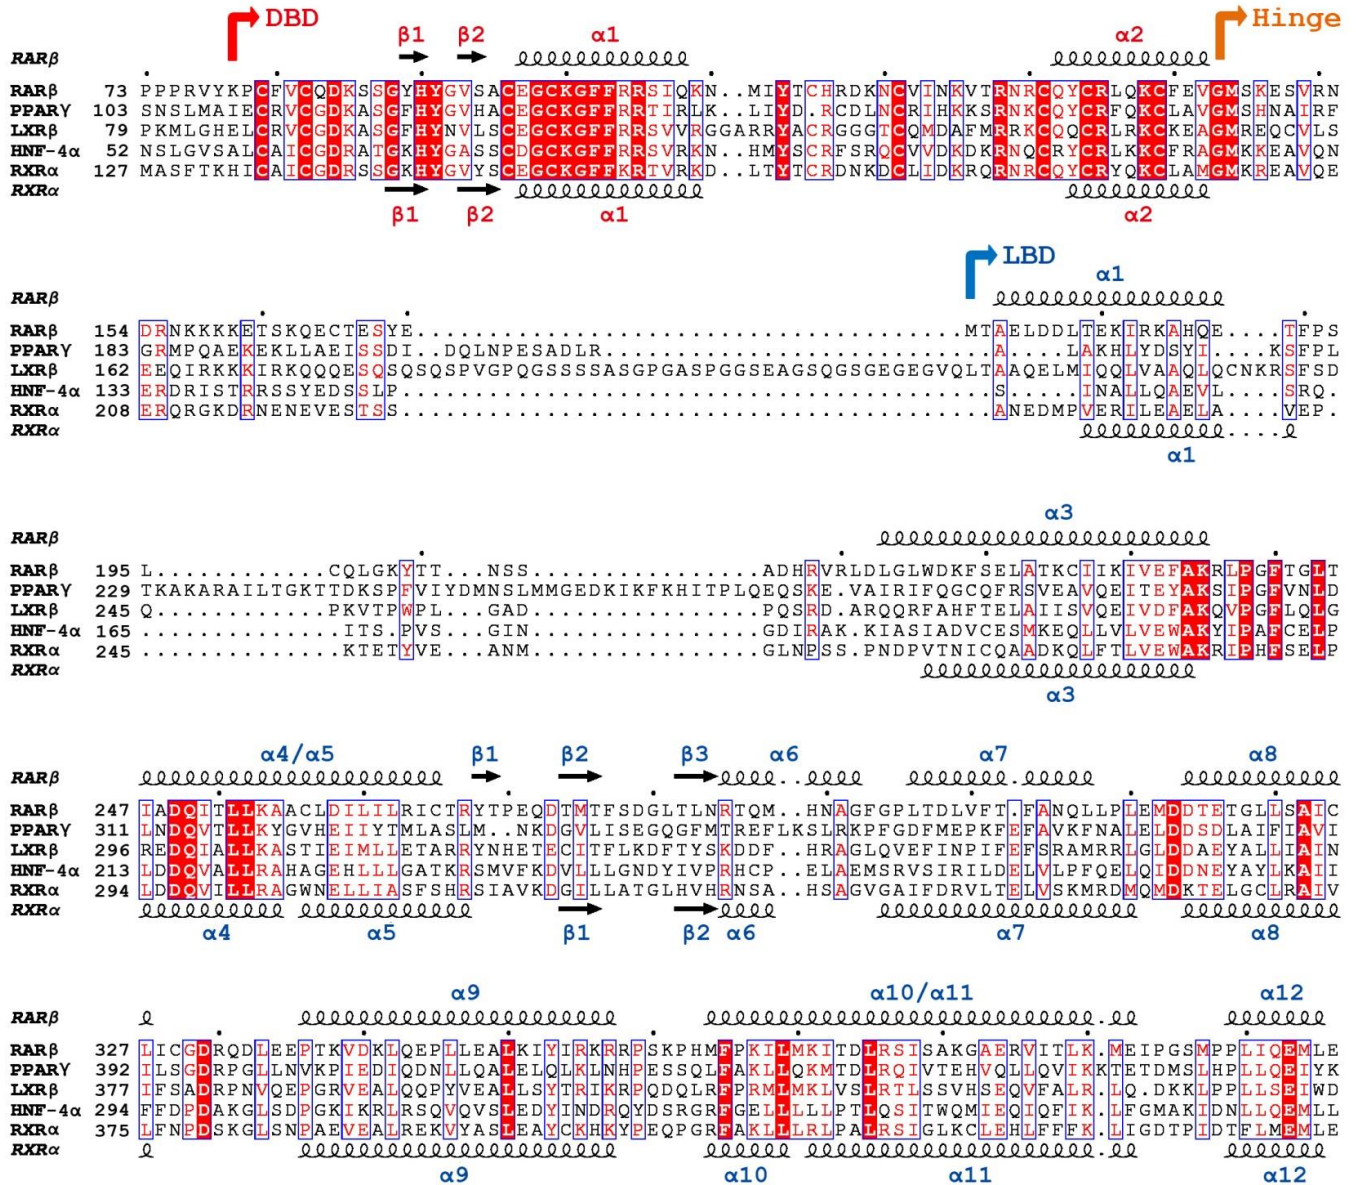 DBD
Hinge
β1 β2 α1 α2
RARβ
RARβ 73 PPPRVYKPCFVCQDKSSGYHYGVSACEGCKGFFRRSIQKN..MIYTCHRDKNCVINKVTRNRCQYCRLQKCFEVGMSKESVRN
PPARγ 103 SNSLMAIECRVCGDKASGFHYGVHACEGCKGFFRRTIRLK..LIYD.RCDLNCRIHKKSRNKCQYCRFQKCLAVGMSHNAIRF
LXRβ 79 PKMLGHELCRVCGDKASGFHYNVLSCEGCKGFFRRSVVRGGARRYACRGGGTCQMDAFMRRKCQQCRLRKCKEAGMREQCVLS
HNF-4α 52 NSLGVSALCAICGDRATGKHYGASSCDGCKGFFRRSVRKN..HMYSCRFSRQCVVDKDKRNQCRYCRLKKCFRAGMKKEAVQN
RXRα 127 MASFTKHICAICGDRSSGKHYGVYSCEGCKGFFKRTVRKD..LTYTCRDNKDCLIDKRQRNRCQYCRYQKCLAMGMKREAVQE
RXRα
β1 β2 α1 α2
LBD
α1
RARβ
RARβ 154 DRNKKKKETSKQECTESYE.......................................MTAELDDLTEKIRKAHQE....TFPS
PPARγ 183 GRMPQAEKEKLLAEISSDI..DQLNPESADLR...........................A....LAKHLYDSYI....KSFPL
LXRβ 162 EEQIRKKKIRKQQQESQSQSQSPVGPQGSSSSASGPGASPGGSEAGSQGSGEGEGVQLTAAQELMIQQLVAAQLQCNKRSFSD
HNF-4α 133 ERDRISTRRSSYEDSSLP.........................................S.....INALLQAEVL....SRQ.
RXRα 208 ERQRGKDRNENEVESTSS.........................................ANEDMPVERILEAELA....VEP.
RXRα
α1
α3
RARβ
RARβ 195 L............CQLGKYTT...NSS................ADHRVRLDLGLWDKFSELATKCIIKIVEFAKRLPGFTGLT
PPARγ 229 TKAKARAILTGKTTDKSPFVIYDMNSLMMGEDKIKFKHITPLQEQSKE.VAIRIFQGCQFRSVEAVQEITEYAKSIPGFVNLD
LXRβ 245 Q............PKVTPWPL...GAD................PQSRD.ARQQRFAHFTELAIISVQEIVDFAKQVPGFLQLG
HNF-4α 165 ..............ITS.PVS...GIN................GDIRAK.KIASIADVCESMKEQLLVLVEWAKYIPAFCELP
RXRα 245 ..............KTETYVE...ANM................GLNPSS.PNDPVTNICQAADKQLFTLVEWAKRIPHFSELP
RXRα
α3
α4/α5 β1 β2 β3 α6 α7 α8
RARβ
RARβ 247 IADQITLLKAACLDILILRICTRYTPEQDTMTFSDGLTLNRTQM..HNAGFGPLTDLVFT.FANQLLPLEMDDTETGLLSAIC
PPARγ 311 LNDQVTLLKYGVHEIIYTMLASLM..NKDGVLISEGQGFMTREFLKSLRKPFGDFMEPKFEFAVKFNALELDDSDLAIFIAVI
LXRβ 296 REDQIALLKASTIEIMLLETARRYNHETECITFLKDFTYSKDDF..HRAGLQVEFINPIFEFSRAMRRLGLDDAEYALLIAIN
HNF-4α 213 LDDQVALLRAHAGEHLLLGATKRSMVFKDVLLLGNDYIVPRHCP..ELAEMSRVSIRILDELVLPFQELQIDDNEYAYLKAII
RXRα 294 LDDQVILLRAGWNELLIASFSHRSIAVKDGILLATGLHVHRNSA..HSAGVGAIFDRVLTELVSKMRDMQMDKTELGCLRAIV
RXRα
α4 α5 β1 β2 α6 α7 α8
α9 α10/α11 α12
RARβ
RARβ 327 LICGDRQDLEEPTKVDKLQEPLLEALKIYIRKRRPSKPHMFPKILMKITDLRSISAKGAERVITLK.MEIPGSMPPLIQEMLE
PPARγ 392 ILSGDRPGLLNVKPIEDIQDNLLQALELQLKLNHPESSQLFAKLLQKMTDLRQIVTEHVQLLQVIKKTETDMSLHPLLQEIYK
LXRβ 377 IFSADRPNVQEPGRVEALQQPYVEALLSYTRIKRPQDQLRFPRMLMKLVSLRTLSSVHSEQVFALR.LQ.DKKLPPLLSEIWD
HNF-4α 294 FFDPDAKGLSDPGKIKRLRSQVQVSLEDYINDRQYDSRGRFGELLLLLPTLQSITWQMIEQIQFIK.LFGMAKIDNLLQEMLL
RXRα 375 LFNPDSKGLSNPAEVEALREKVYASLEAYCKHKYPEQPGRFAKLLLRLPALRSIGLKCLEHLFFFK.LIGDTPIDTFLMEMLE
RXRα
α9 α10 α11 α12